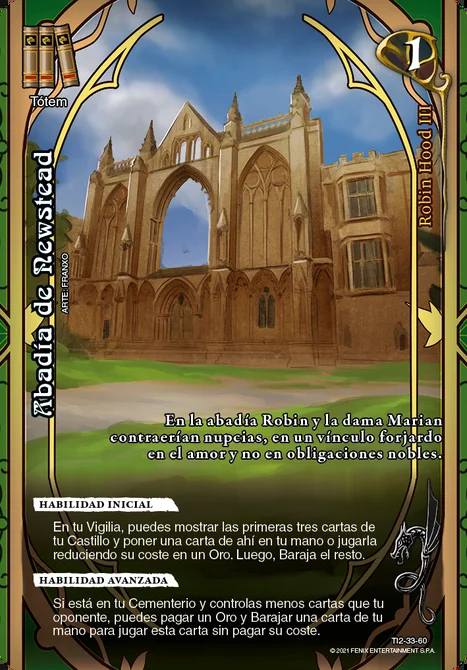 1
Tótem
Robin Hood III
Abadía de Newstead
ARTE: FRANXO
En la abadía Robin y la dama Marian
contraerían nupcias, en un vínculo forjardo
en el amor y no en obligaciones nobles.
HABILIDAD INICIAL
En tu Vigilia, puedes mostrar las primeras tres cartas de
tu Castillo y poner una carta de ahí en tu mano o jugarla
reduciendo su coste en un Oro. Luego, Baraja el resto.
HABILIDAD AVANZADA
Si está en tu Cementerio y controlas menos cartas que tu
oponente, puedes pagar un Oro y Barajar una carta de tu
mano para jugar esta carta sin pagar su coste.
TI2-33-60
© 2021 FENIX ENTERTAINMENT S.P.A.